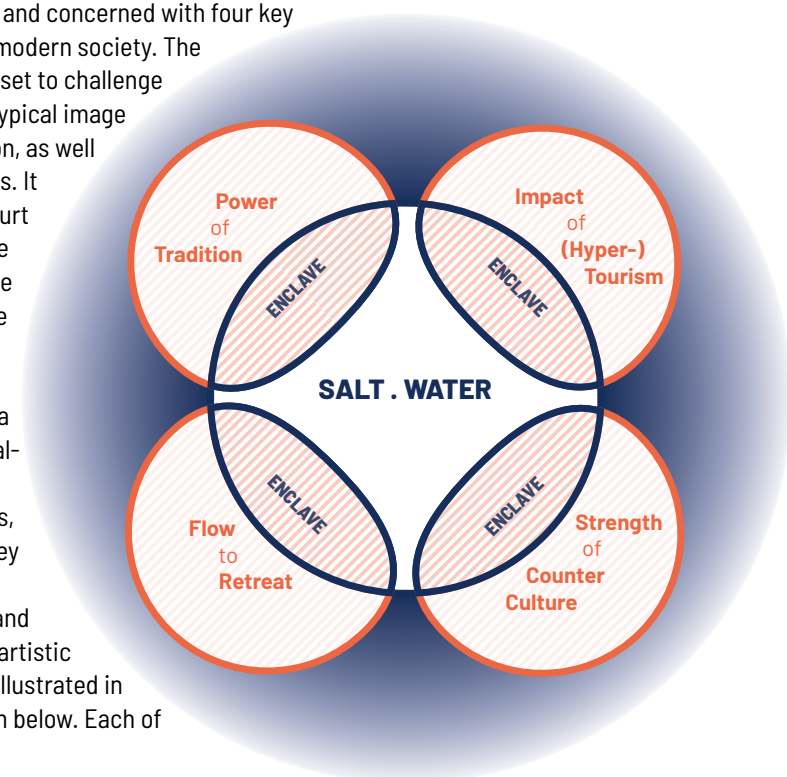 and concerned with four key
modern society. The
set to challenge
ypical image
on, as well
s. It
urt
e
e
e
a
al-
s,
ey
and
artistic
illustrated in
n below. Each of
Power
of
Tradition
ENCLAVE
Impact
of
(Hyper-)
Tourism
ENCLAVE
SALT . WATER
Flow
to
Retreat
ENCLAVE
Strength
of
Counter
Culture
ENCLAVE